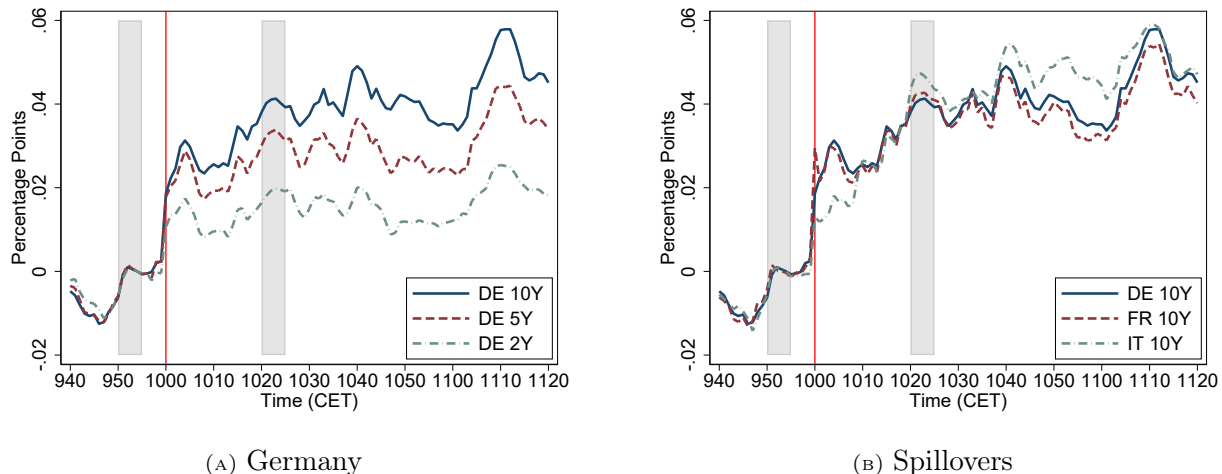 Percentage Points
.06
.04
.02
0
-.02
940 950 1000 1010 1020 1030 1040 1050 1100 1110 1120
Time (CET)
DE 10Y
DE 5Y
DE 2Y
(A) Germany
Percentage Points
.06
.04
.02
0
-.02
940 950 1000 1010 1020 1030 1040 1050 1100 1110 1120
Time (CET)
DE 10Y
FR 10Y
IT 10Y
(B) Spillovers